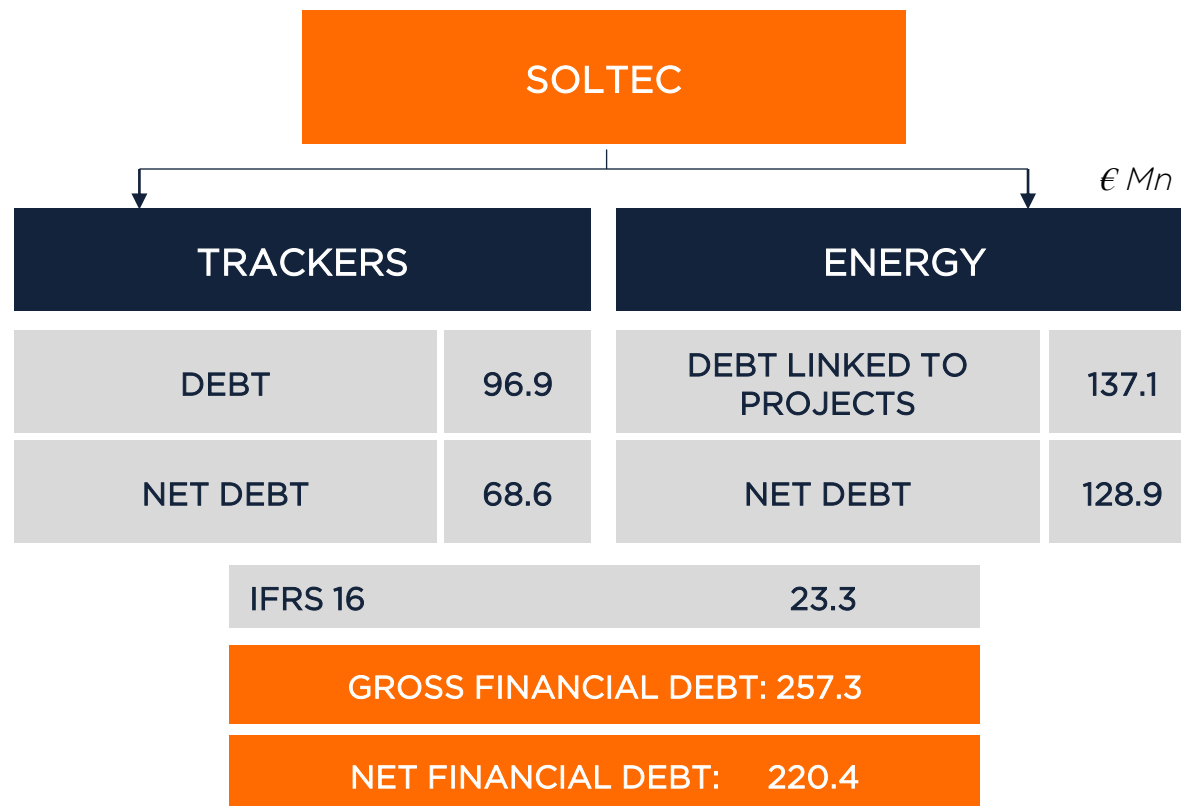 SOLTEC
€ Mn
TRACKERS
ENERGY
DEBT
96.9
DEBT LINKED TO
PROJECTS
137.1
NET DEBT
68.6
NET DEBT
128.9
IFRS 16
23.3
GROSS FINANCIAL DEBT: 257.3
NET FINANCIAL DEBT: 220.4